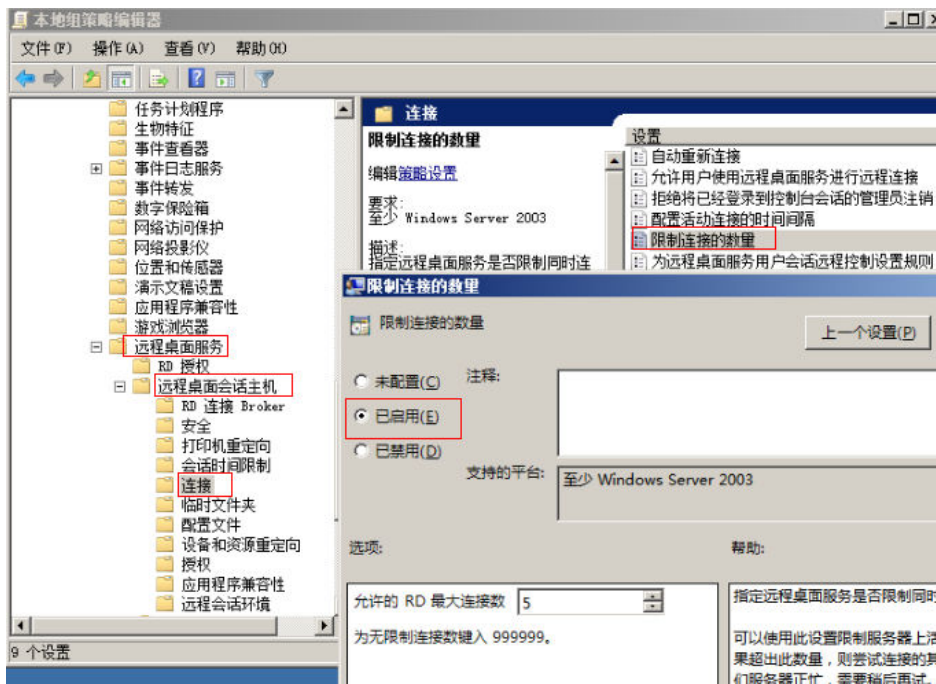 本地组策略编辑器
文件(F) 操作(A) 查看(V) 帮助(H)
任务计划程序
生物特征
事件查看器
事件日志服务
事件转发
数字保险箱
网络访问保护
网络投影仪
位置和传感器
演示文稿设置
应用程序兼容性
游戏浏览器
远程桌面服务
RD 授权
远程桌面会话主机
RD 连接 Broker
安全
打印机重定向
会话时间限制
连接
临时文件夹
配置文件
设备和资源重定向
授权
应用程序兼容性
远程会话环境
9 个设置
连接
限制连接的数量
编辑策略设置
要求:
至少 Windows Server 2003
描述:
指定远程桌面服务是否限制同时连
设置
自动重新连接
允许用户使用远程桌面服务进行远程连接
拒绝将已经登录到控制台会话的管理员注销
配置活动连接的时间间隔
限制连接的数量
为远程桌面服务用户会话远程控制设置规则
限制连接的数量
限制连接的数量
上一个设置(P)
未配置(C)
注释:
已启用(E)
已禁用(D)
支持的平台:
至少 Windows Server 2003
选项:
帮助:
允许的 RD 最大连接数 5
为无限制连接数键入 999999。
指定远程桌面服务是否限制同时
可以使用此设置限制服务器上活
果超出此数量，则尝试连接的其
们服务器正忙，需要稍后再试。